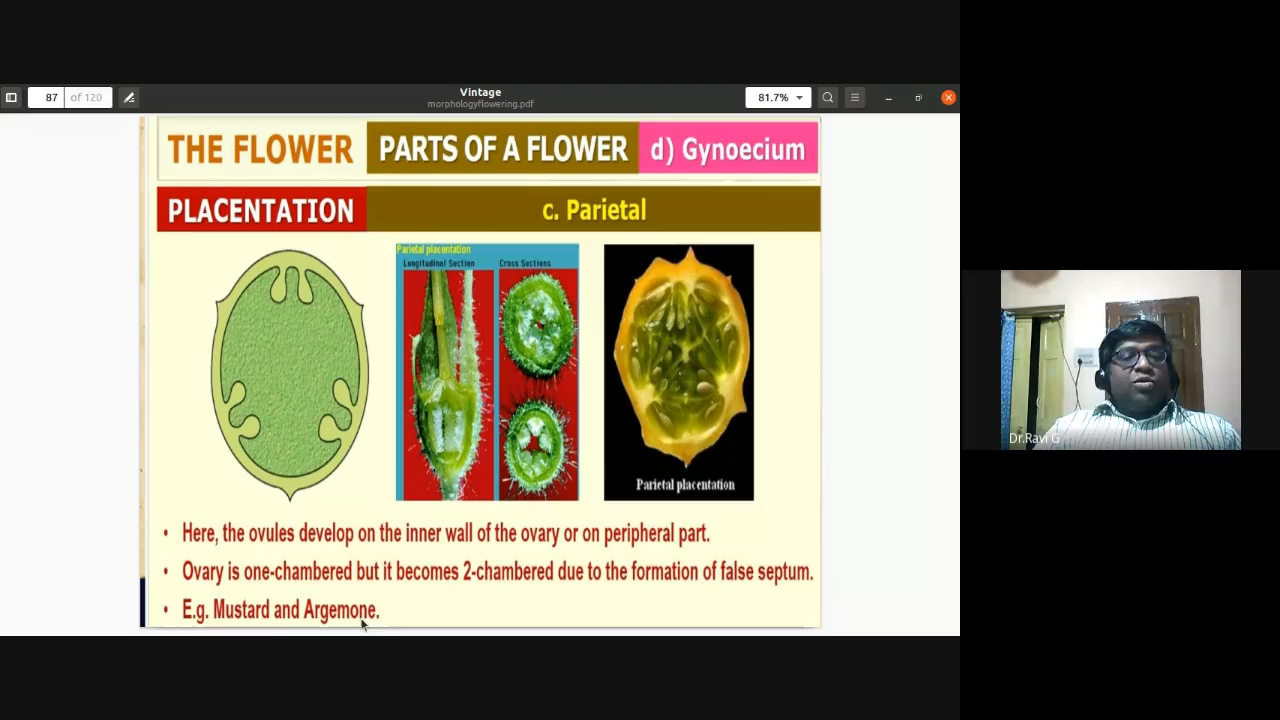 Vintage
morphologyflowering.pdf
87 of 120
81.7%
THE FLOWER PARTS OF A FLOWER d) Gynoecium
PLACENTATION c. Parietal
Parietal placentation
Longitudinal Section Cross Sections
Parietal placentation
• Here, the ovules develop on the inner wall of the ovary or on peripheral part.
• Ovary is one-chambered but it becomes 2-chambered due to the formation of false septum.
• E.g. Mustard and Argemone.
Dr.Ravi G